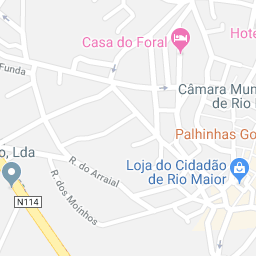 Hote
Casa do Foral
Funda
Câmara Mun
de Rio
Palhinhas Go
o, Lda
Loja do Cidadão
de Rio Maior
R. do Arraial
R. dos Moinhos
N114